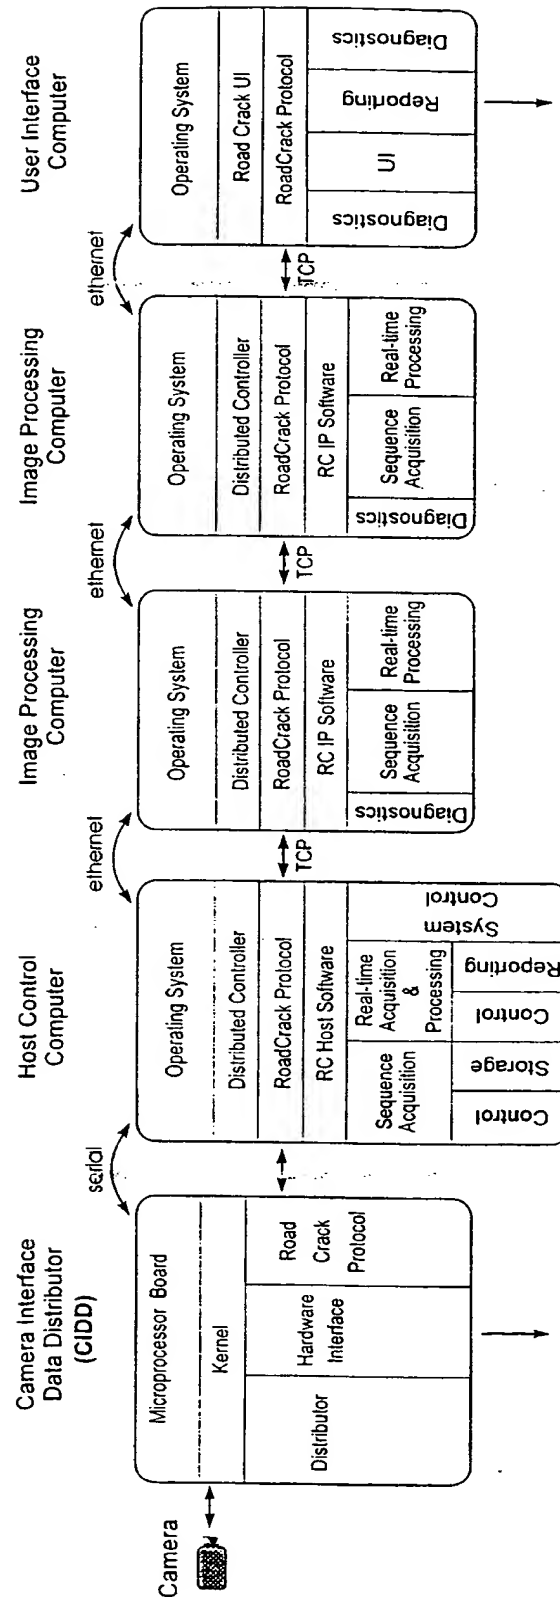 Camera
Camera Interface
Data Distributor
(CIDD)
Microprocessor Board
Kernel
Distributor
Hardware
Interface
Road
Crack
Protocol
serial
Host Control
Computer
Operating System
Distributed Controller
RoadCrack Protocol
RC Host Software
Sequence
Acquisition
Real-time
Acquisition
&
Processing
System
Control
Control
Storage
Control
Reporting
ethernet
TCP
Image Processing
Computer
Operating System
Distributed Controller
RoadCrack Protocol
RC IP Software
Diagnostics
Sequence
Acquisition
Real-time
Processing
ethernet
TCP
Image Processing
Computer
Operating System
Distributed Controller
RoadCrack Protocol
RC IP Software
Diagnostics
Sequence
Acquisition
Real-time
Processing
ethernet
TCP
User Interface
Computer
Operating System
Road Crack UI
RoadCrack Protocol
Diagnostics
UI
Reporting
Diagnostics